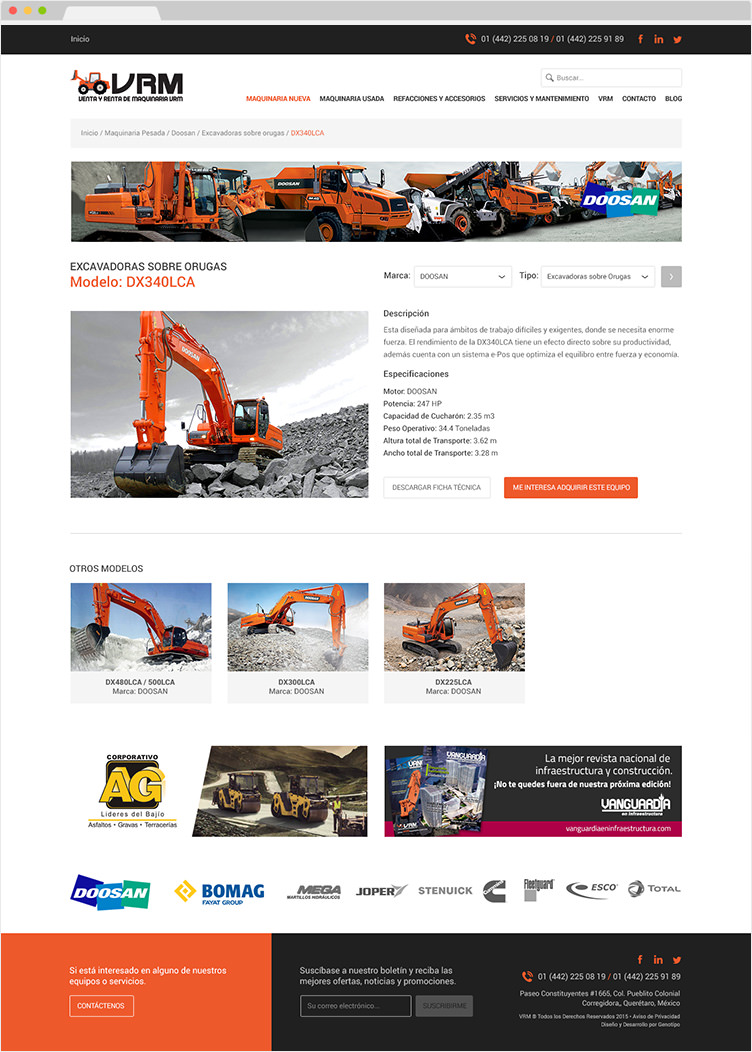 Inicio
01 (442) 225 08 19 / 01 (442) 225 91 89
VRM
VENTA Y RENTA DE MAQUINARIA VRM
Buscar...
MAQUINARIA NUEVA MAQUINARIA USADA REFACCIONES Y ACCESORIOS SERVICIOS Y MANTENIMIENTO VRM CONTACTO BLOG
Inicio / Maquinaria Pesada / Doosan / Excavadoras sobre orugas / DX340LCA
DOOSAN
DOOSAN
EXCAVADORAS SOBRE ORUGAS
Modelo: DX340LCA
Marca: DOOSAN Tipo: Excavadoras sobre Orugas
Descripción
Esta diseñada para ámbitos de trabajo difíciles y exigentes, donde se necesita enorme
fuerza. El rendimiento de la DX340LCA tiene un efecto directo sobre su productividad,
además cuenta con un sistema e-Pos que optimiza el equilibro entre fuerza y economía.
Especificaciones
Motor: DOOSAN
Potencia: 247 HP
Capacidad de Cucharón: 2.35 m3
Peso Operativo: 34.4 Toneladas
Altura total de Transporte: 3.62 m
Ancho total de Transporte: 3.28 m
DESCARGAR FICHA TÉCNICA
ME INTERESA ADQUIRIR ESTE EQUIPO
OTROS MODELOS
DX480LCA / 500LCA
Marca: DOOSAN
DX300LCA
Marca: DOOSAN
DX225LCA
Marca: DOOSAN
CORPORATIVO
AG
Lideres del Bajío
Asfaltos • Gravas • Terracerías
La mejor revista nacional de
infraestructura y construcción.
¡No te quedes fuera de nuestra próxima edición!
VANGUARDIA
en Infraestructura
vanguardiaeninfraestructura.com
DOOSAN
BOMAG
FAYAT GROUP
MEGA
MARTILLOS HIDRÁULICOS
JOPER
STENUICK
Fleetguard
ESCO
TOTAL
Si está interesado en alguno de nuestros
equipos o servicios.
CONTÁCTENOS
Suscíbase a nuestro boletín y reciba las
mejores ofertas, noticias y promociones.
Su correo electrónico...
SUSCRIBIRME
01 (442) 225 08 19 / 01 (442) 225 91 89
Paseo Constituyentes #1665, Col. Pueblito Colonial
Corregidora,, Querétaro, México
VRM ® Todos los Derechos Reservados 2015 • Aviso de Privacidad
Diseño y Desarrollo por Genotipo